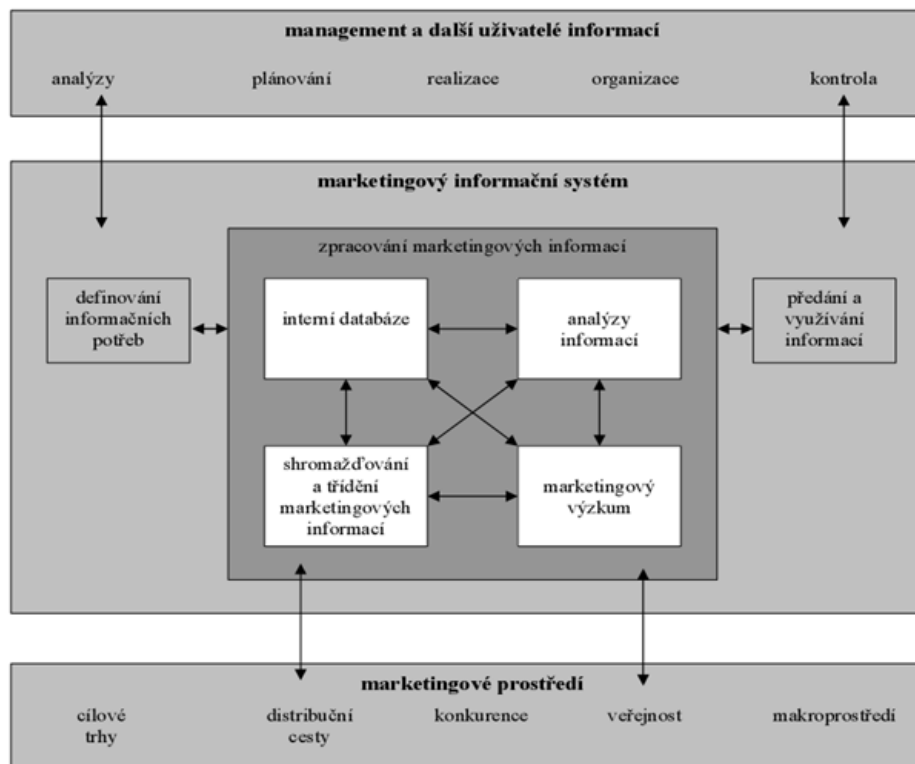 management a další uživatelé informací
analýzy plánování realizace organizace kontrola
marketingový informační systém
zpracování marketingových informací
definování
informačních
potřeb
interní databáze
analýzy
informací
předání a
využívání
informací
shromažďování
a třídění
marketingových
informací
marketingový
výzkum
marketingové prostředí
cílové
trhy
distribuční
cesty
konkurence
veřejnost
makroprostředí